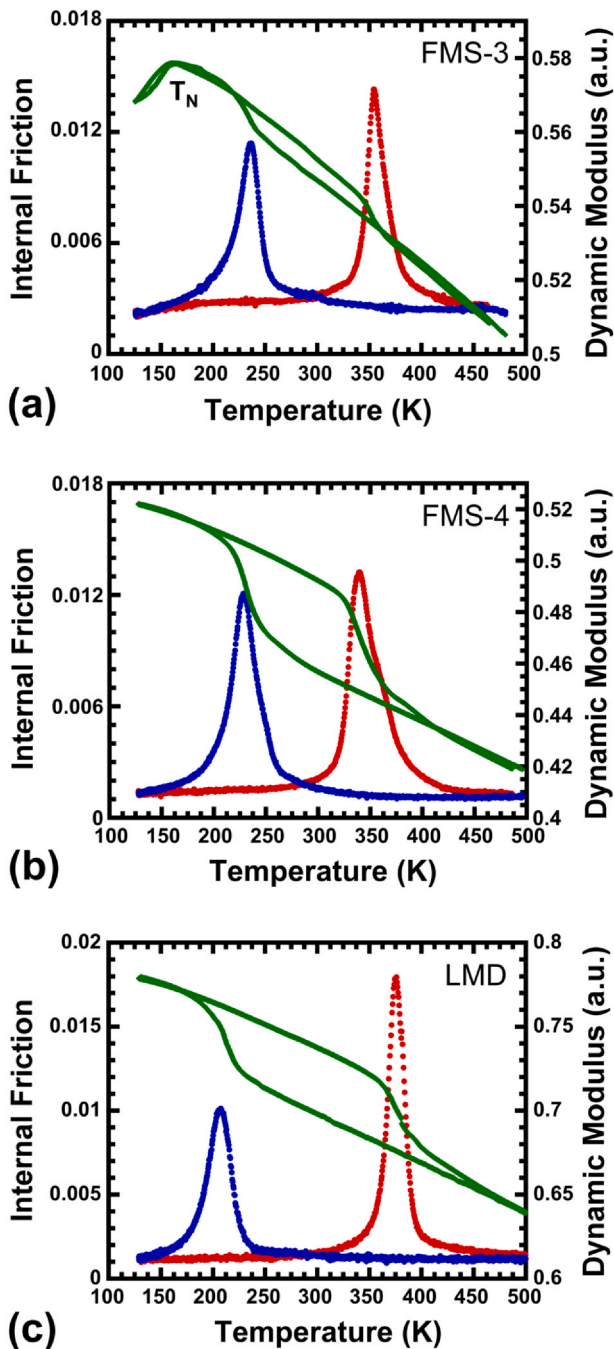 0.018
0.012
0.006
0
Internal Friction
FMS-3
T_N
0.58
0.56
0.54
0.52
0.5
Dynamic Modulus (a.u.)
100 150 200 250 300 350 400 450 500
Temperature (K)
(a)
0.018
0.012
0.006
0
Internal Friction
FMS-4
0.52
0.5
0.48
0.46
0.44
0.42
0.4
Dynamic Modulus (a.u.)
100 150 200 250 300 350 400 450 500
Temperature (K)
(b)
0.02
0.015
0.01
0.005
0
Internal Friction
LMD
0.8
0.75
0.7
0.65
0.6
Dynamic Modulus (a.u.)
100 150 200 250 300 350 400 450 500
Temperature (K)
(c)